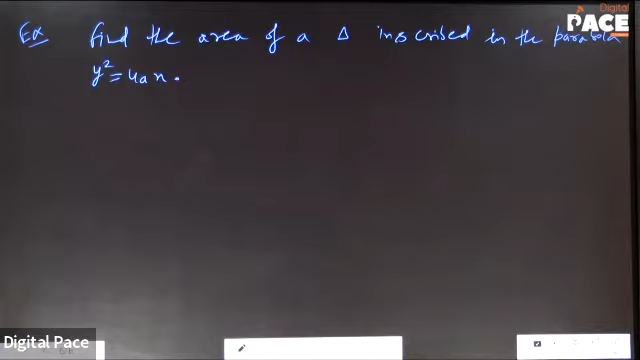 Ex Find the area of a Δ inscribed in the parabola
y² = 4ax.
Digital
PACE
Digital Pace